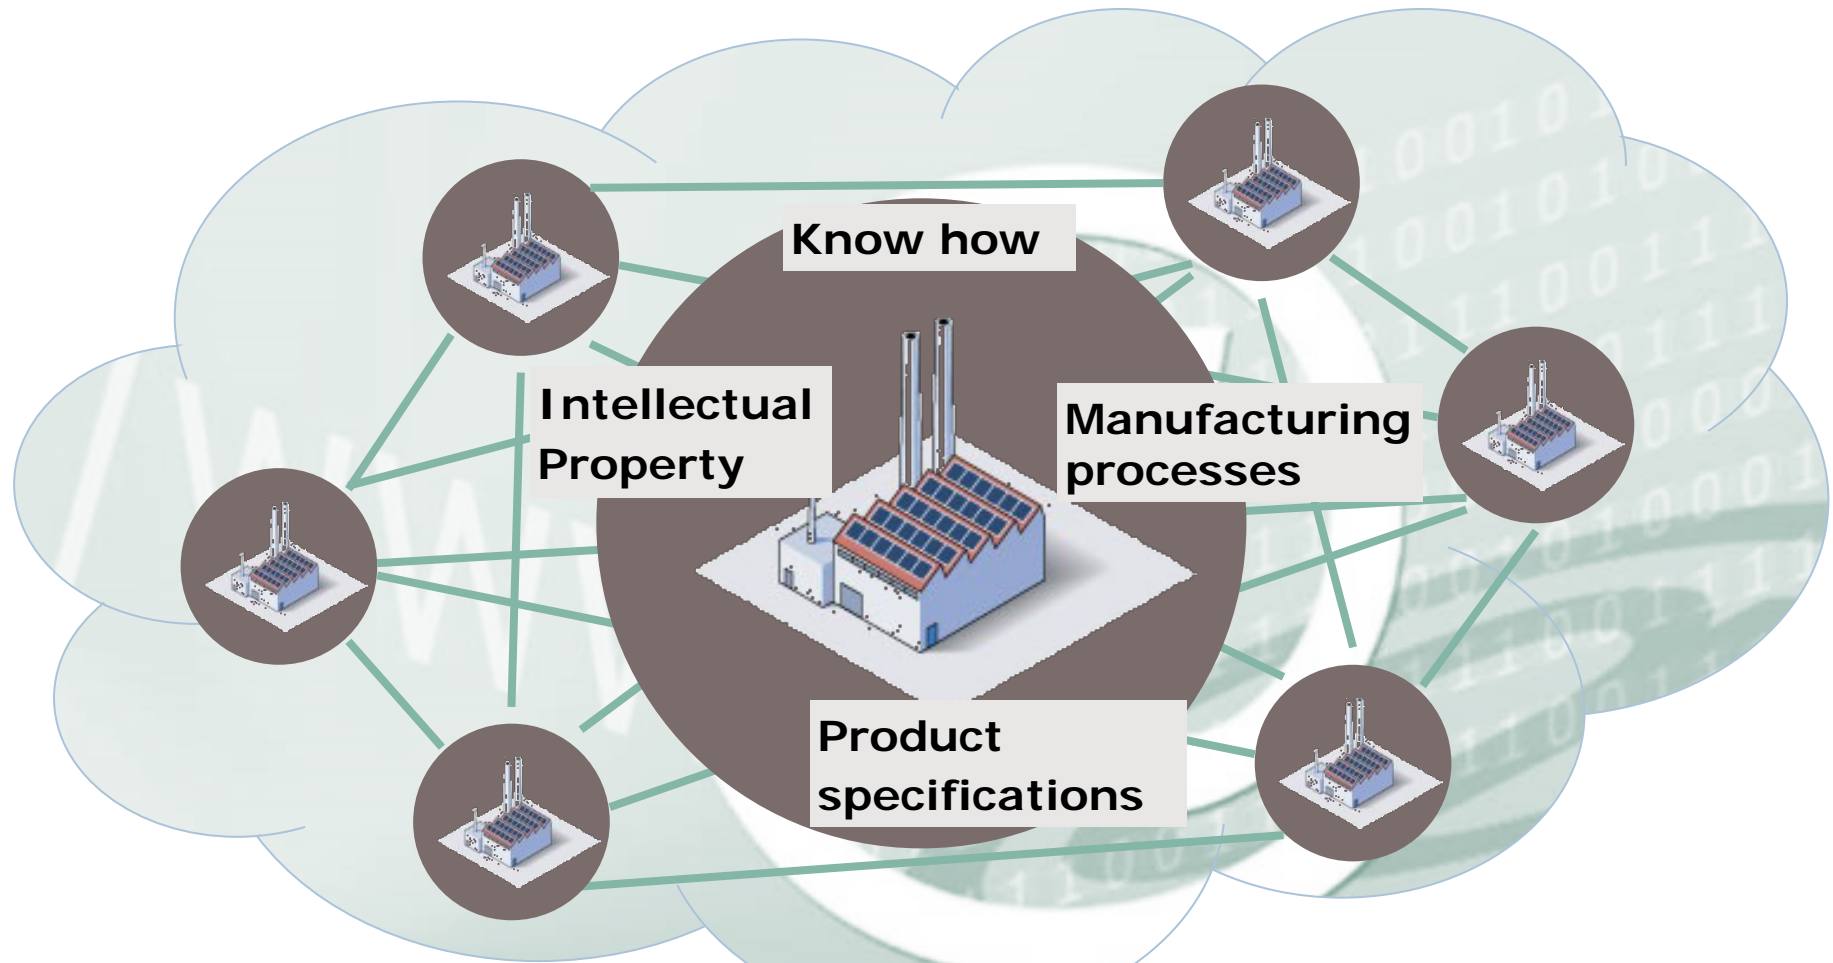 Know how
Intellectual
Property
Manufacturing
processes
Product
specifications